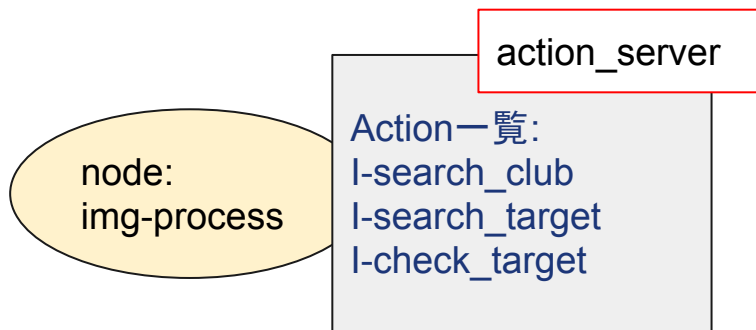 action_server
node:
img-process
Action一覧:
I-search_club
I-search_target
I-check_target